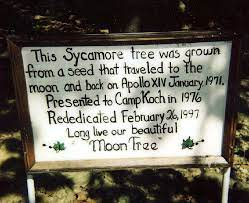 This Sycamore tree was grown
from a seed that traveled to the
moon and back on Apollo XIV January, 1971.
Presented to Camp Koch in 1976
Rededicated February 26, 1997
Long live our beautiful
Moon Tree